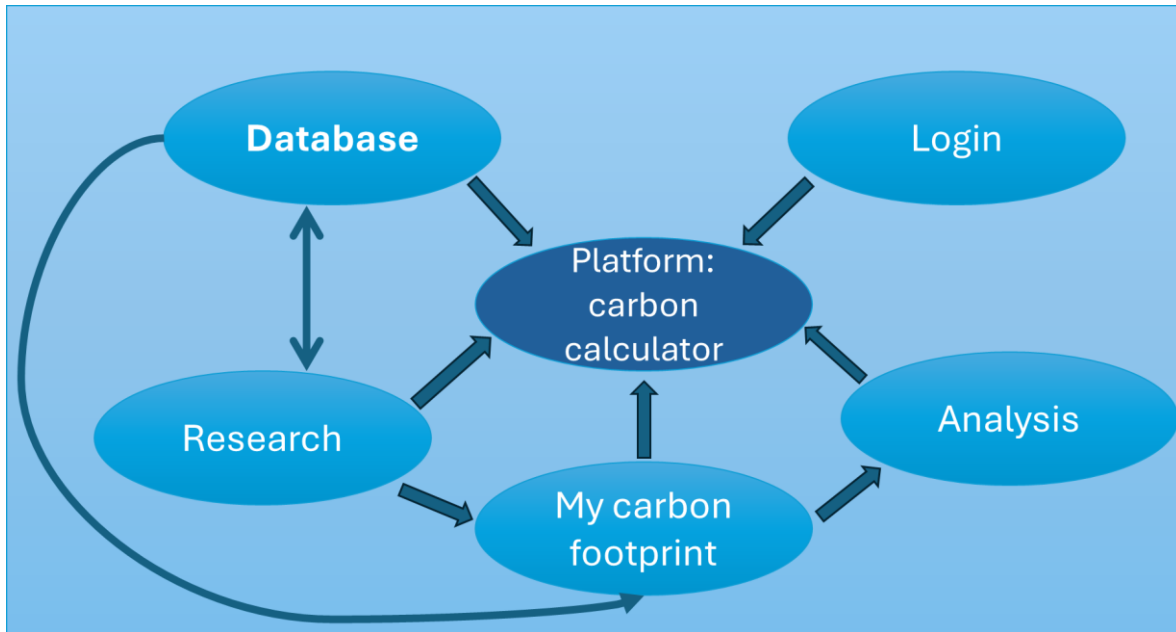 Database
Login
Platform:
carbon
calculator
Research
Analysis
My carbon
footprint